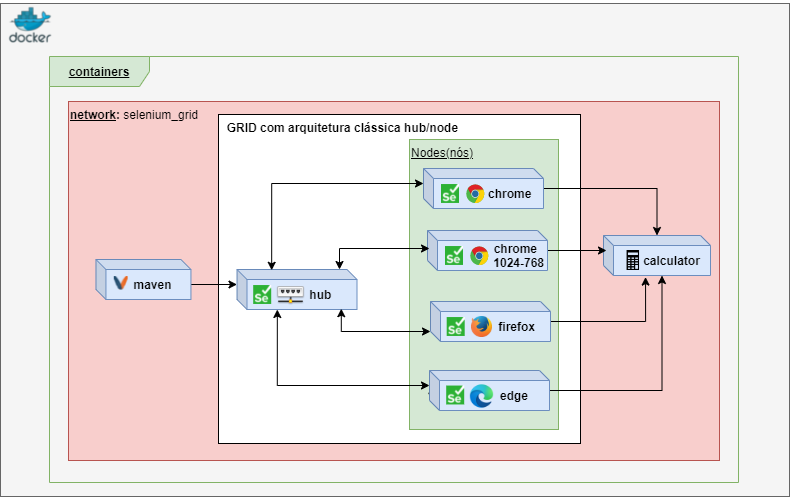 docker
containers
network: selenium_grid
GRID com arquitetura clássica hub/node
Nodes(nós)
Se chrome
Se chrome
1024-768
calculator
maven
Se hub
Se firefox
Se edge